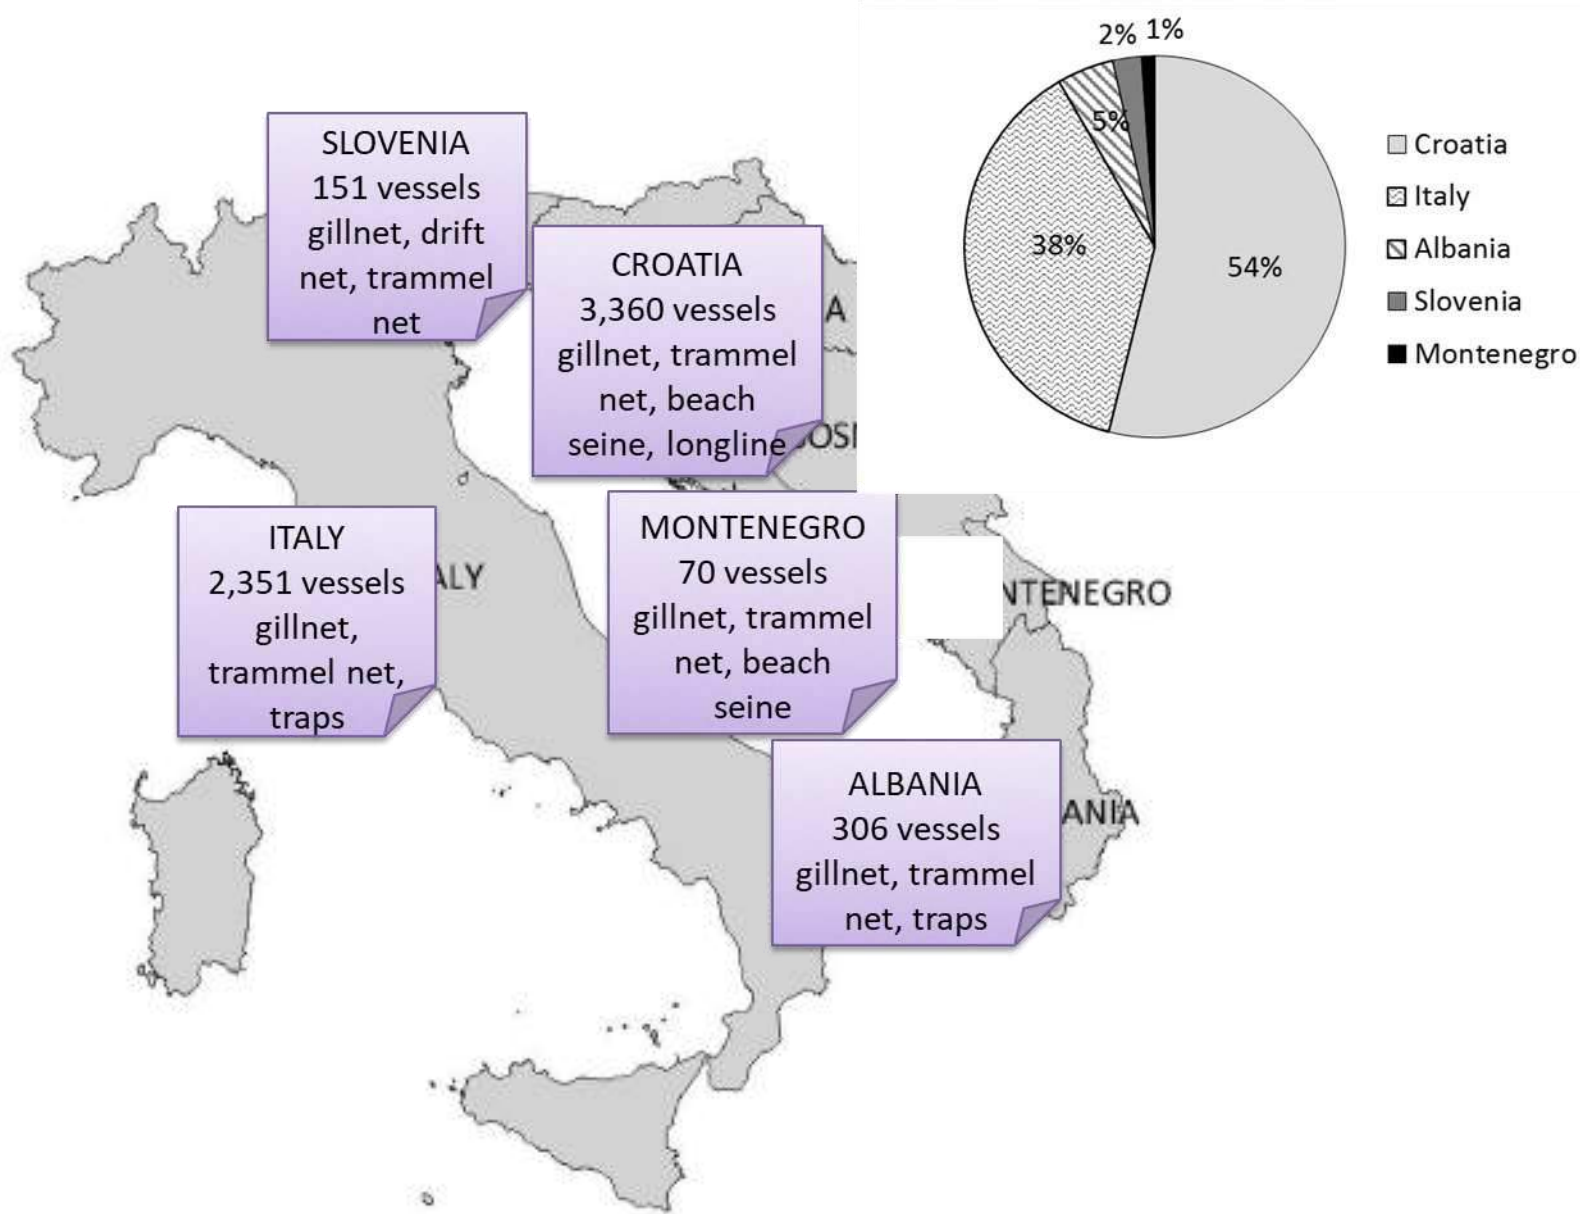 2% 1%
5%
38%
54%
Croatia
Italy
Albania
Slovenia
Montenegro
SLOVENIA
151 vessels
gillnet, drift
net, trammel
net
CROATIA
3,360 vessels
gillnet, trammel
net, beach
seine, longline
A
OSI
ITALY
2,351 vessels
gillnet,
trammel net,
traps
ALY
MONTENEGRO
70 vessels
gillnet, trammel
net, beach
seine
NTENEGRO
ALBANIA
306 vessels
gillnet, trammel
net, traps
ANIA